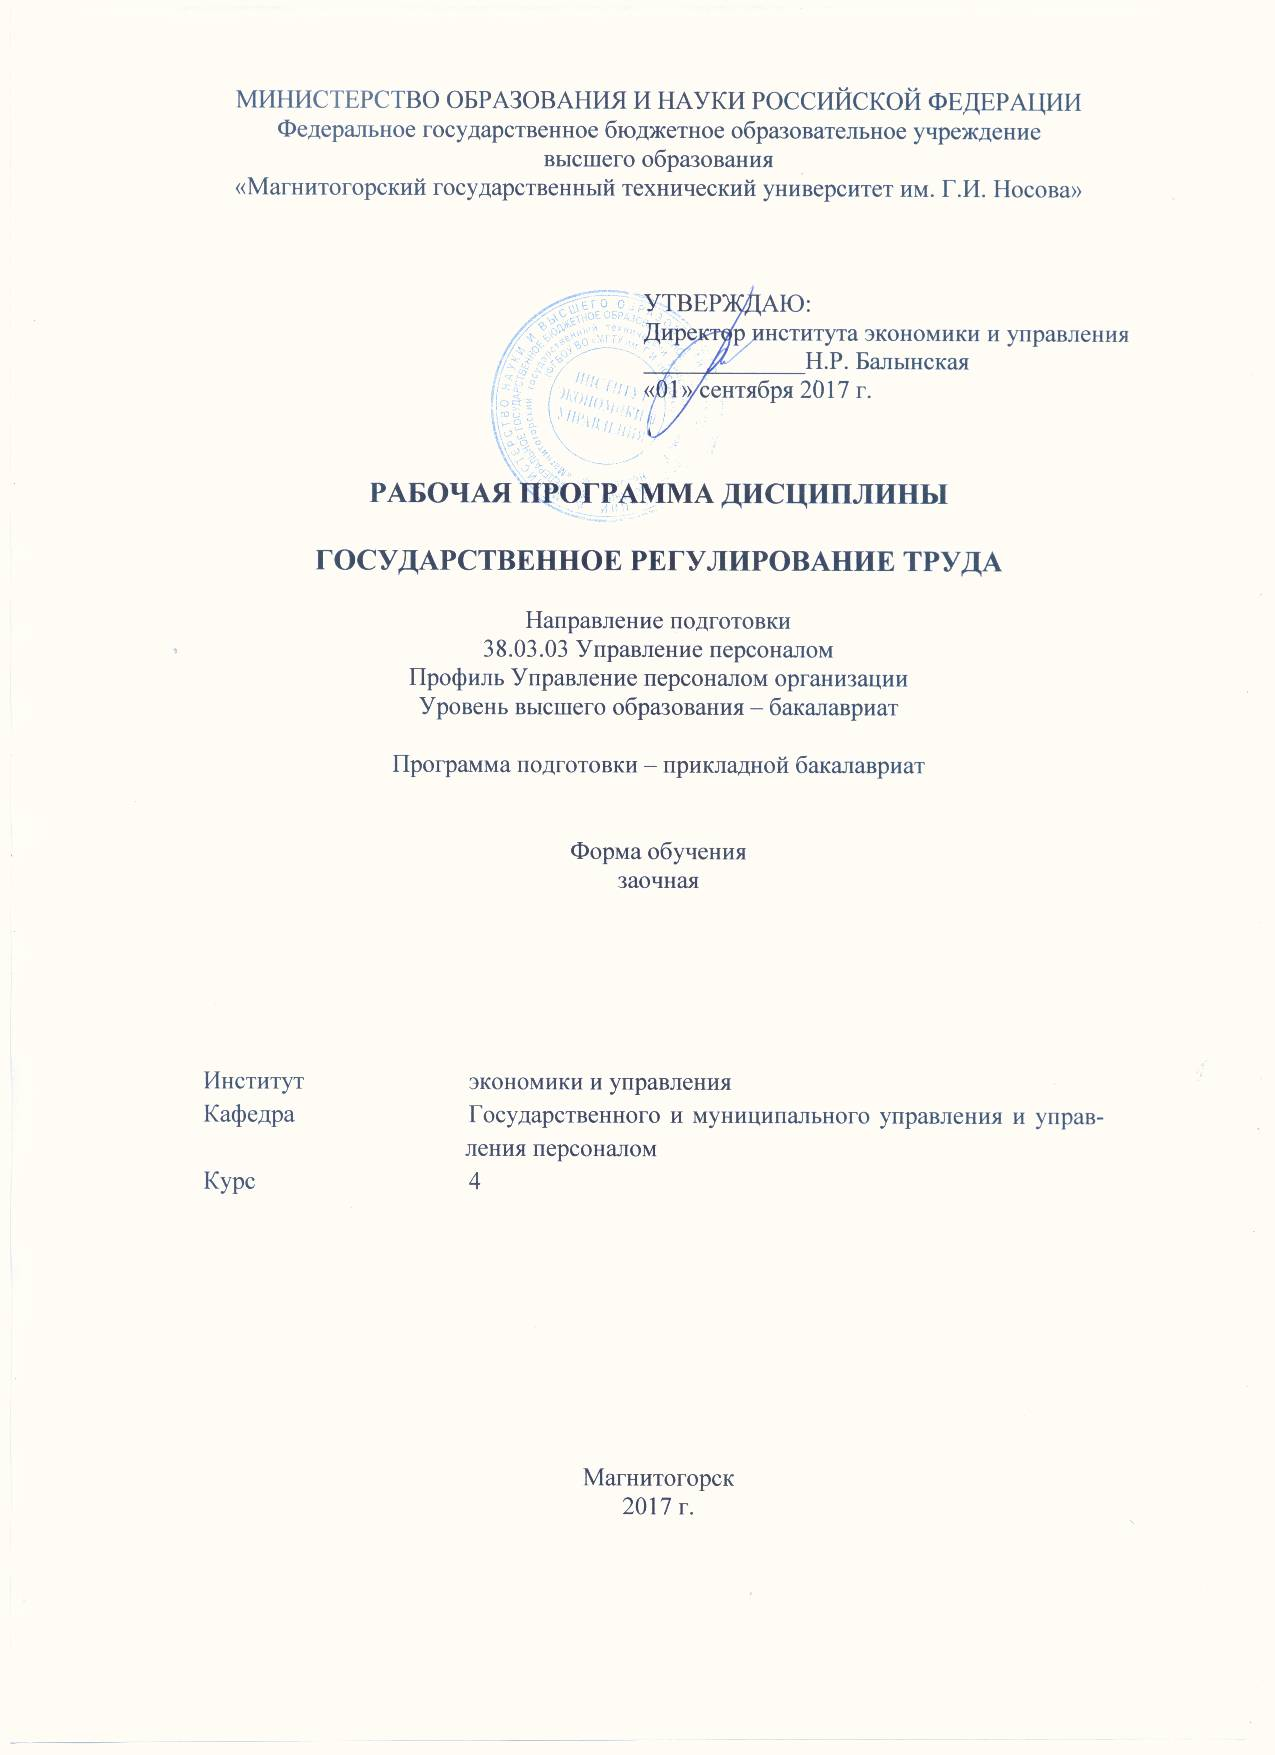 МИНИСТЕРСТВО ОБРАЗОВАНИЯ И НАУКИ РОССИЙСКОЙ ФЕДЕРАЦИИ
Федеральное государственное бюджетное образовательное учреждение
высшего образования
«Магнитогорский государственный технический университет им. Г.И. Носова»
УТВЕРЖДАЮ:
Директор института экономики и управления
Н.Р. Балынская
«01» сентября 2017 г.
РАБОЧАЯ ПРОГРАММА ДИСЦИПЛИНЫ
ГОСУДАРСТВЕННОЕ РЕГУЛИРОВАНИЕ ТРУДА
Направление подготовки
38.03.03 Управление персоналом
Профиль Управление персоналом организации
Уровень высшего образования – бакалавриат
Программа подготовки – прикладной бакалавриат
Форма обучения
заочная
Институт экономики и управления
Кафедра Государственного и муниципального управления и управ-
ления персоналом
Курс 4
Магнитогорск
2017 г.